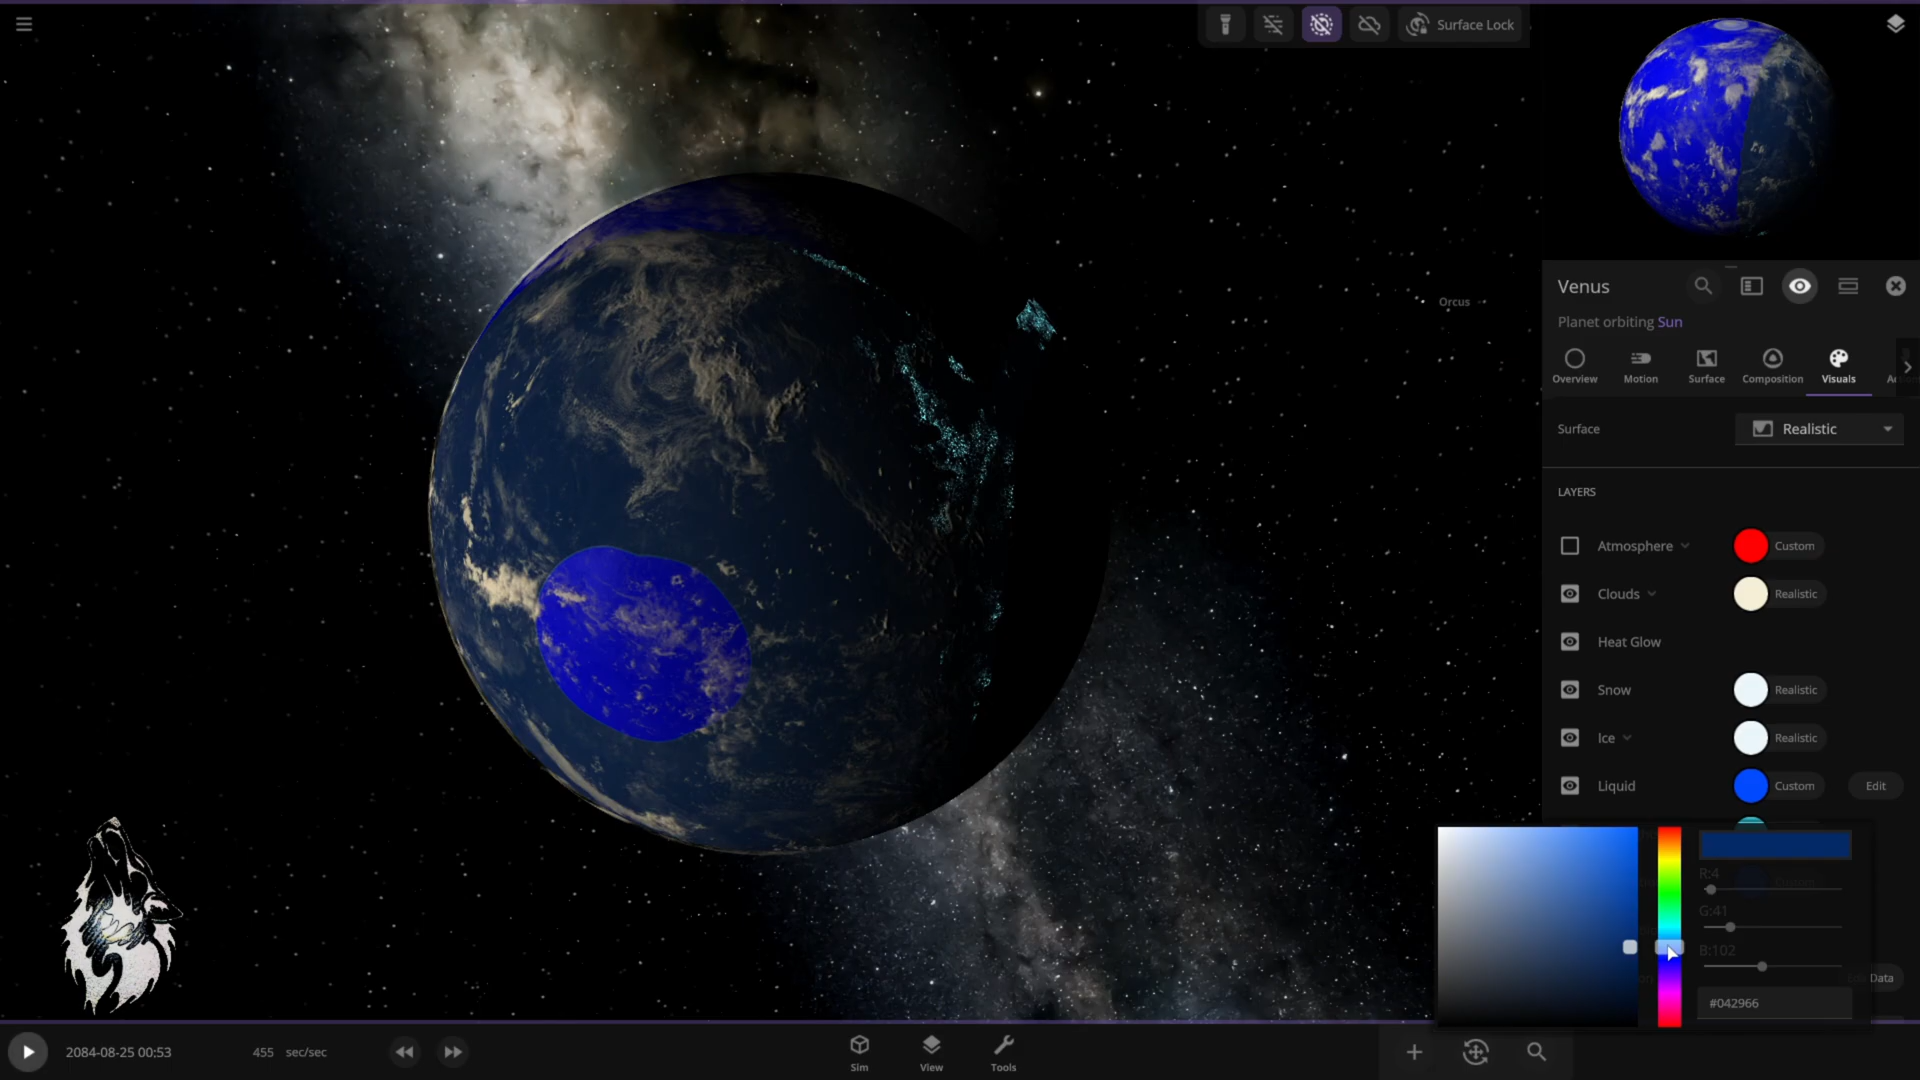 Surface Lock
Orcus
Venus
Planet orbiting Sun
Overview
Motion
Surface
Composition
Visuals
Surface
Realistic
LAYERS
Atmosphere
Custom
Clouds
Realistic
Heat Glow
Snow
Realistic
Ice
Realistic
Liquid
Custom
Edit
R:4
G:41
B:102
Data
#042966
2084-08-25 00:53
455 sec/sec
Sim
View
Tools